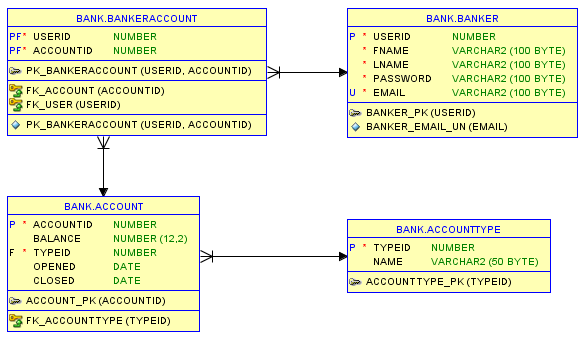 BANK.BANKERACCOUNT
PF* USERID NUMBER
PF* ACCOUNTID NUMBER
PK_BANKERACCOUNT (USERID, ACCOUNTID)
FK_ACCOUNT (ACCOUNTID)
FK_USER (USERID)
PK_BANKERACCOUNT (USERID, ACCOUNTID)
BANK.BANKER
P * USERID NUMBER
* FNAME VARCHAR2 (100 BYTE)
* LNAME VARCHAR2 (100 BYTE)
* PASSWORD VARCHAR2 (100 BYTE)
U * EMAIL VARCHAR2 (100 BYTE)
BANKER_PK (USERID)
BANKER_EMAIL_UN (EMAIL)
BANK.ACCOUNT
P * ACCOUNTID NUMBER
BALANCE NUMBER (12,2)
F * TYPEID NUMBER
OPENED DATE
CLOSED DATE
ACCOUNT_PK (ACCOUNTID)
FK_ACCOUNTTYPE (TYPEID)
BANK.ACCOUNTTYPE
P * TYPEID NUMBER
NAME VARCHAR2 (50 BYTE)
ACCOUNTTYPE_PK (TYPEID)